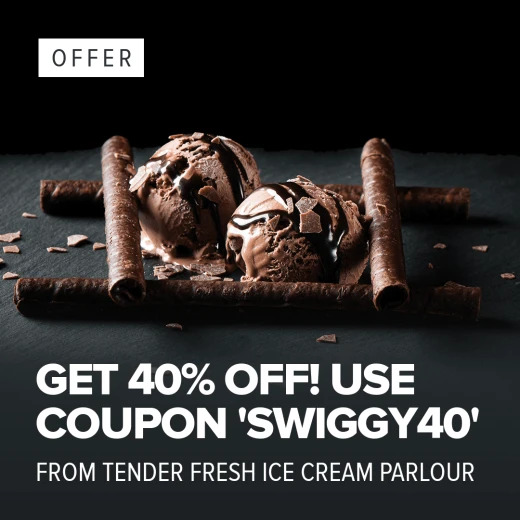 OFFER
GET 40% OFF! USE
COUPON 'SWIGGY40'
FROM TENDER FRESH ICE CREAM PARLOUR